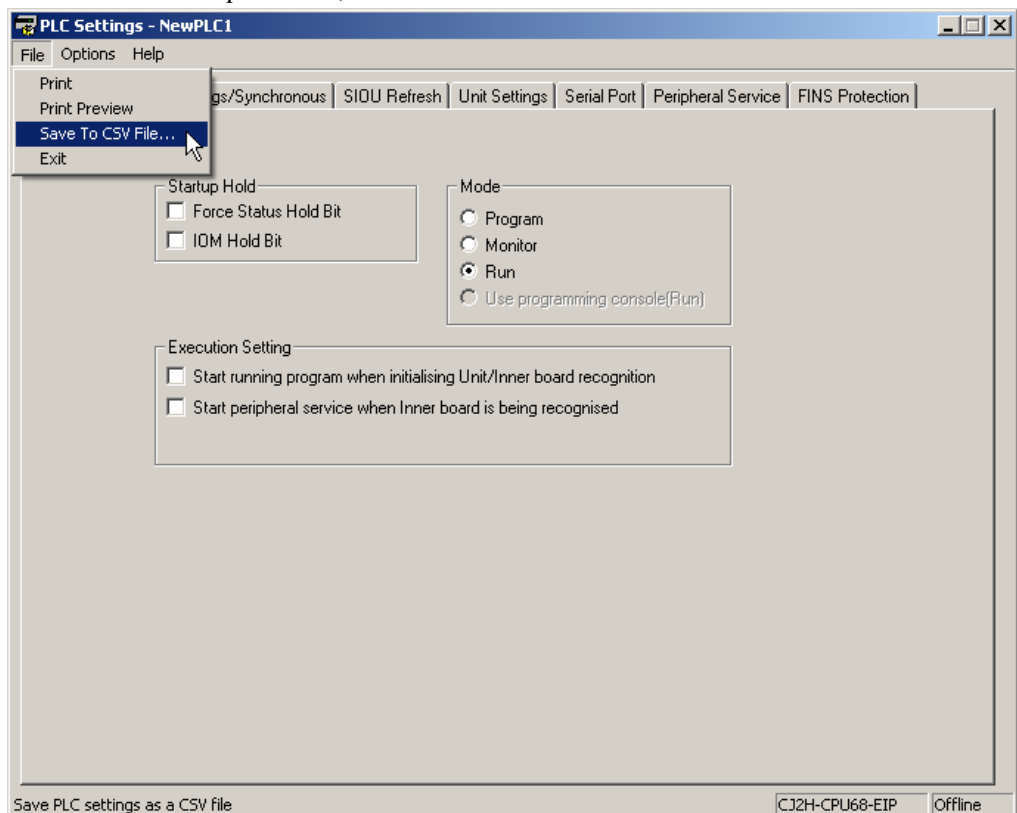 PLC Settings - NewPLC1
File Options Help
Print
Print Preview
Save To CSV File...
Exit
gs/Synchronous SIOU Refresh Unit Settings Serial Port Peripheral Service FINS Protection
Startup Hold
Force Status Hold Bit
IOM Hold Bit
Mode
Program
Monitor
Run
Use programming console(Run)
Execution Setting
Start running program when initialising Unit/Inner board recognition
Start peripheral service when Inner board is being recognised
Save PLC settings as a CSV file CJ2H-CPU68-EIP Offline